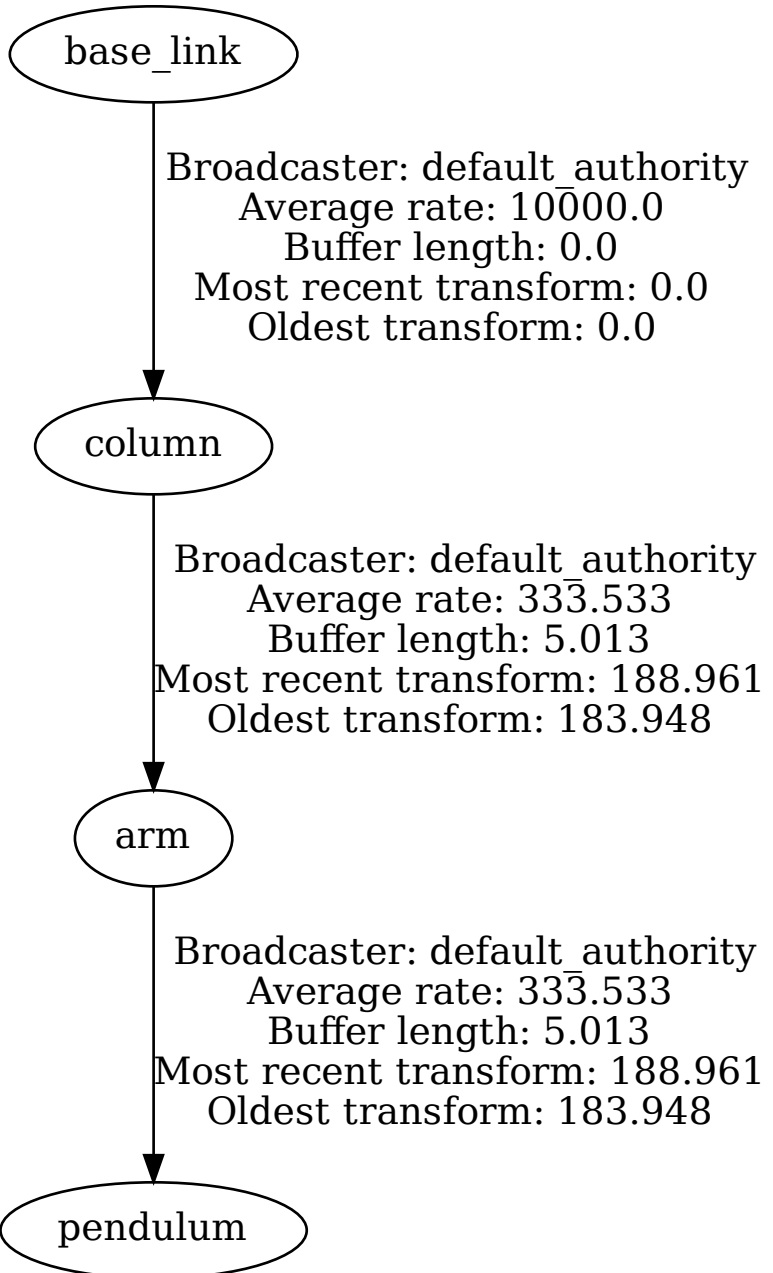 base_link
Broadcaster: default_authority
Average rate: 10000.0
Buffer length: 0.0
Most recent transform: 0.0
Oldest transform: 0.0
column
Broadcaster: default_authority
Average rate: 333.533
Buffer length: 5.013
Most recent transform: 188.961
Oldest transform: 183.948
arm
Broadcaster: default_authority
Average rate: 333.533
Buffer length: 5.013
Most recent transform: 188.961
Oldest transform: 183.948
pendulum